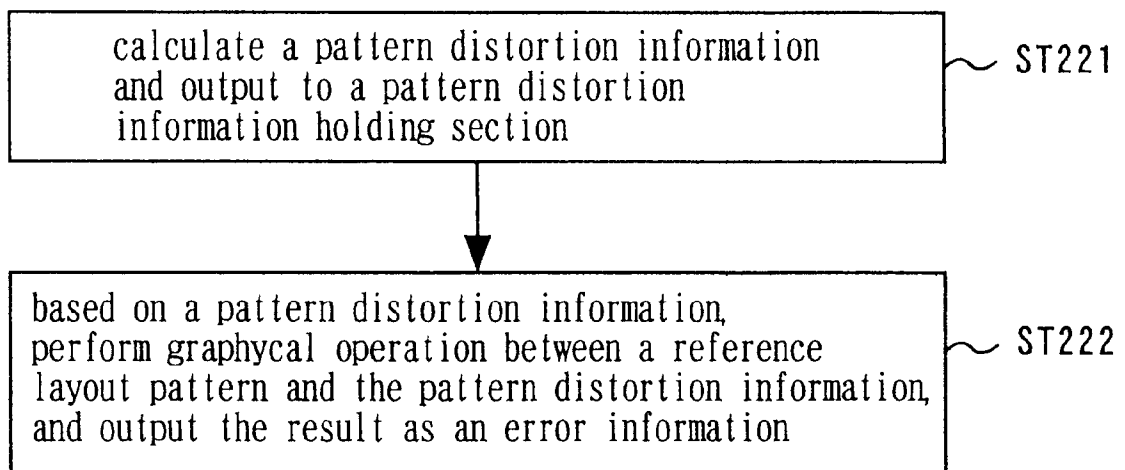 calculate a pattern distortion information
and output to a pattern distortion
information holding section
ST221
based on a pattern distortion information,
perform graphycal operation between a reference
layout pattern and the pattern distortion information,
and output the result as an error information
ST222